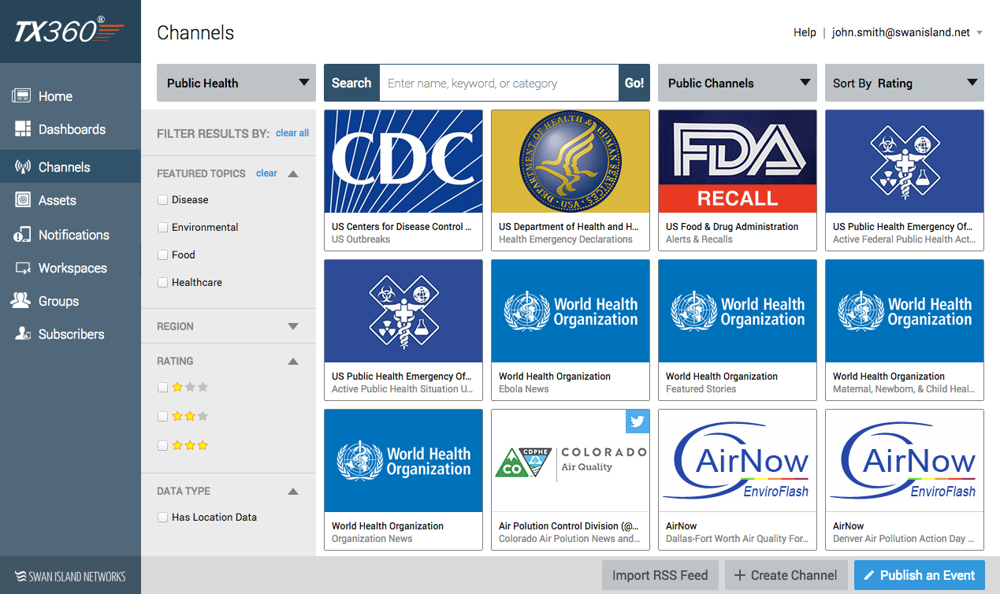 TX360®
Channels
Help | john.smith@swanisland.net
Home
Dashboards
Channels
Assets
Notifications
Workspaces
Groups
Subscribers
SWAN ISLAND NETWORKS
Public Health
Search
Enter name, keyword, or category
Go!
Public Channels
Sort By Rating
FILTER RESULTS BY: clear all
FEATURED TOPICS clear
Disease
Environmental
Food
Healthcare
REGION
RATING
DATA TYPE
Has Location Data
CDC
US Centers for Disease Control ...
US Outbreaks
DEPARTMENT OF HEALTH & HUMAN SERVICES · USA
US Department of Health and H...
Health Emergency Declarations
FDA
RECALL
US Food & Drug Administration
Alerts & Recalls
US Public Health Emergency Of...
Active Federal Public Health Act...
US Public Health Emergency Of...
Active Public Health Situation U...
World Health
Organization
World Health Organization
Ebola News
World Health
Organization
World Health Organization
Featured Stories
World Health
Organization
World Health Organization
Maternal, Newborn, & Child Heal...
World Health
Organization
World Health Organization
Organization News
CDPHE
CO
COLORADO
Air Quality
Air Polution Control Division (@...
Colorado Air Polution News and...
AirNow
EnviroFlash
AirNow
Dallas-Fort Worth Air Quality For...
AirNow
EnviroFlash
AirNow
Denver Air Pollution Action Day ...
Import RSS Feed
+ Create Channel
Publish an Event